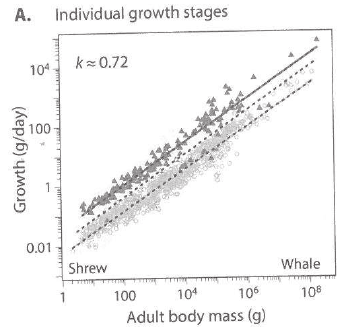 A. Individual growth stages
k ≈ 0.72
10⁴
100
1
0.01
Growth (g/day)
Shrew
Whale
1
100
10⁴
10⁶
10⁸
Adult body mass (g)